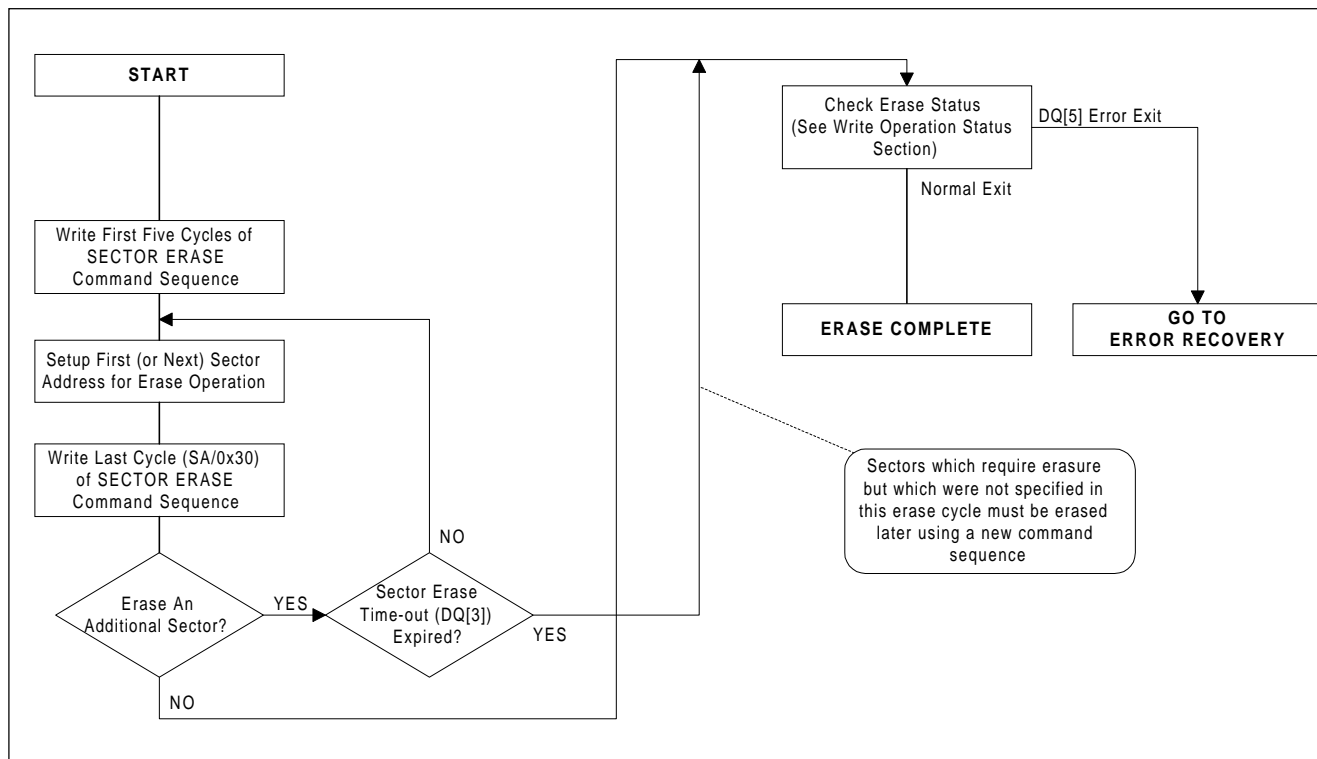 START
Write First Five Cycles of
SECTOR ERASE
Command Sequence
Setup First (or Next) Sector
Address for Erase Operation
Write Last Cycle (SA/0x30)
of SECTOR ERASE
Command Sequence
Erase An
Additional Sector?
YES
NO
Sector Erase
Time-out (DQ[3])
Expired?
NO
YES
Check Erase Status
(See Write Operation Status
Section)
DQ[5] Error Exit
Normal Exit
ERASE COMPLETE
GO TO
ERROR RECOVERY
Sectors which require erasure
but which were not specified in
this erase cycle must be erased
later using a new command
sequence